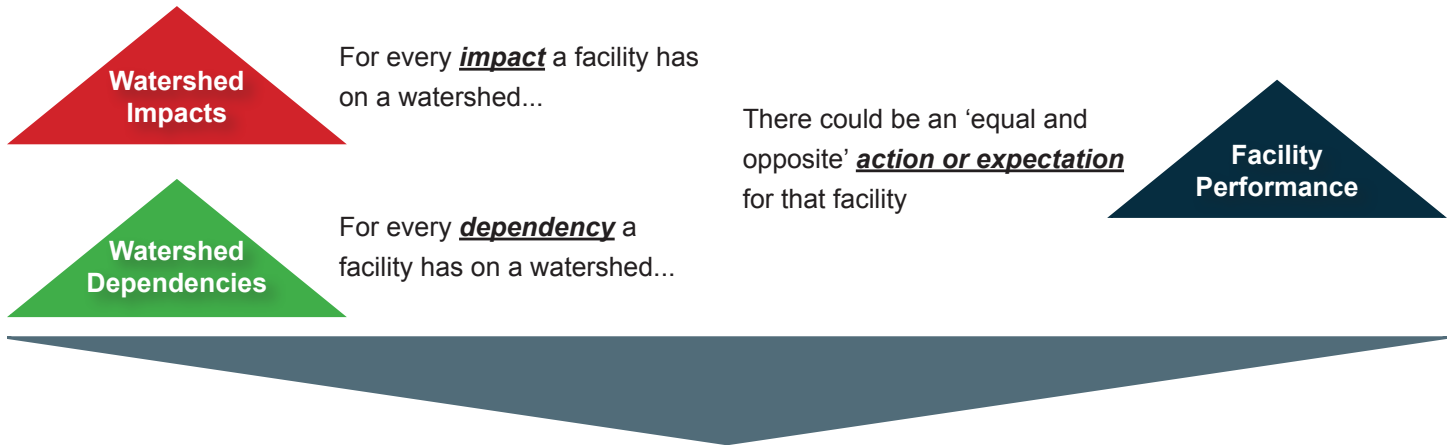 Watershed
Impacts
For every impact a facility has
on a watershed...
Watershed
Dependencies
For every dependency a
facility has on a watershed...
There could be an ‘equal and
opposite’ action or expectation
for that facility
Facility
Performance